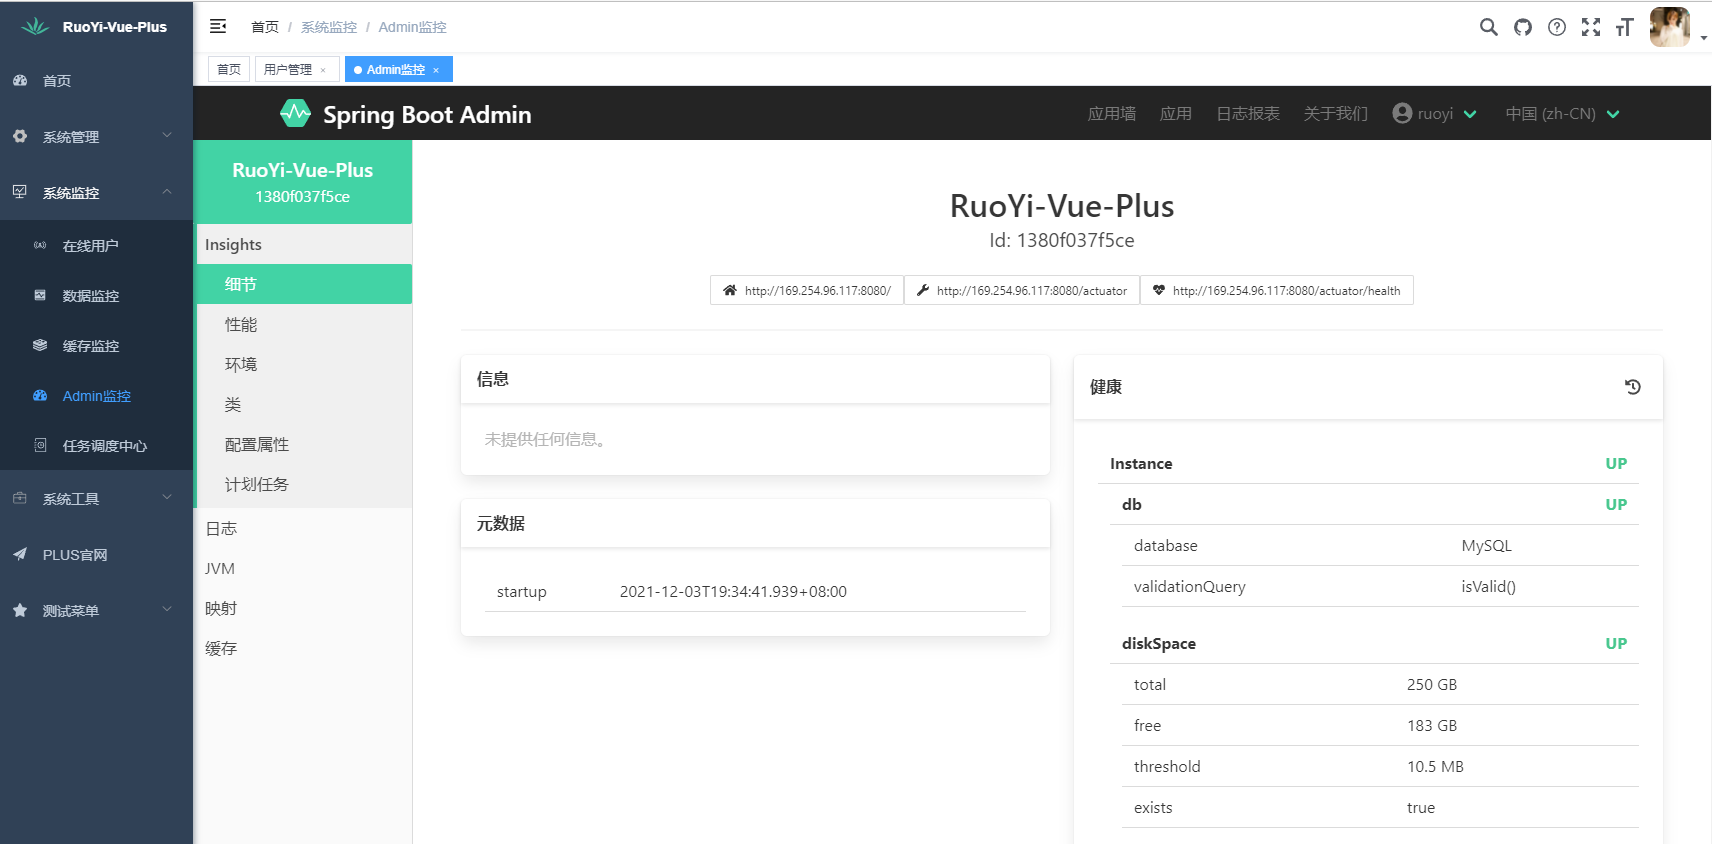 RuoYi-Vue-Plus
首页 / 系统监控 / Admin监控
首页
用户管理 ×
Admin监控 ×
首页
系统管理
系统监控
在线用户
数据监控
缓存监控
Admin监控
任务调度中心
系统工具
PLUS官网
测试菜单
Spring Boot Admin
应用墙
应用
日志报表
关于我们
ruoyi
中国 (zh-CN)
RuoYi-Vue-Plus
1380f037f5ce
Insights
细节
性能
环境
类
配置属性
计划任务
日志
JVM
映射
缓存
RuoYi-Vue-Plus
Id: 1380f037f5ce
http://169.254.96.117:8080/
http://169.254.96.117:8080/actuator
http://169.254.96.117:8080/actuator/health
信息
未提供任何信息。
元数据
startup 2021-12-03T19:34:41.939+08:00
健康
Instance UP
db UP
database MySQL
validationQuery isValid()
diskSpace UP
total 250 GB
free 183 GB
threshold 10.5 MB
exists true